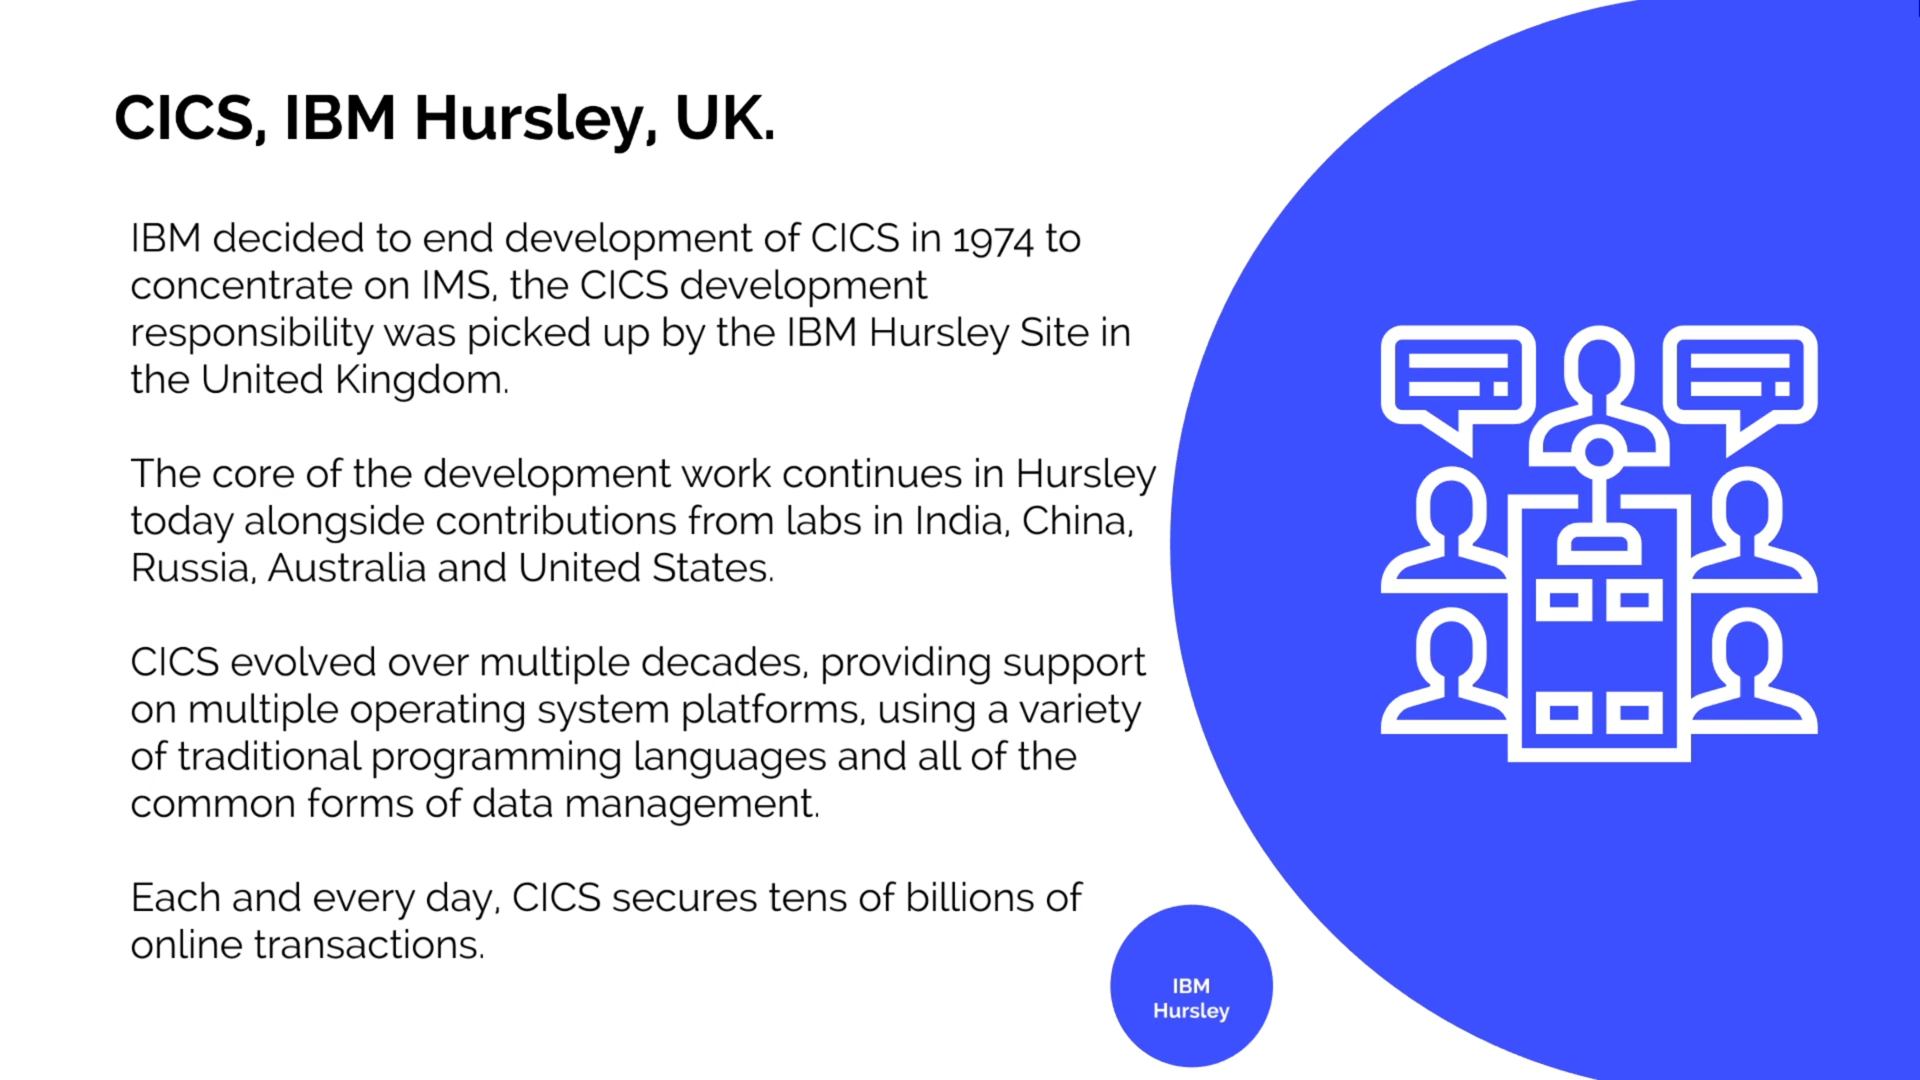 CICS, IBM Hursley, UK.
IBM decided to end development of CICS in 1974 to
concentrate on IMS, the CICS development
responsibility was picked up by the IBM Hursley Site in
the United Kingdom.
The core of the development work continues in Hursley
today alongside contributions from labs in India, China,
Russia, Australia and United States.
CICS evolved over multiple decades, providing support
on multiple operating system platforms, using a variety
of traditional programming languages and all of the
common forms of data management.
Each and every day, CICS secures tens of billions of
online transactions.
IBM
Hursley